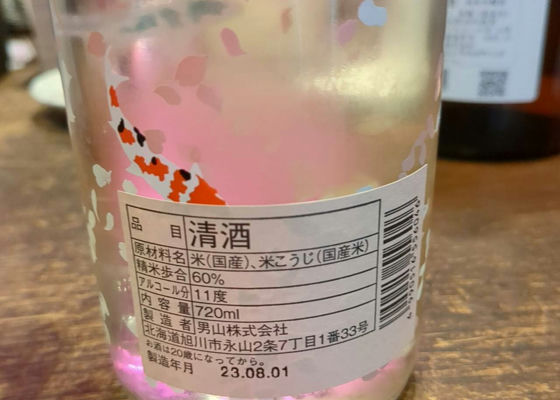 品目 清酒
原材料名 米(国産)、米こうじ(国産米)
精米歩合 60%
アルコール分 11度
内容量 720ml
製造者 男山株式会社
北海道旭川市永山2条7丁目1番33号
お酒は20歳になってから。
製造年月 23.08.01